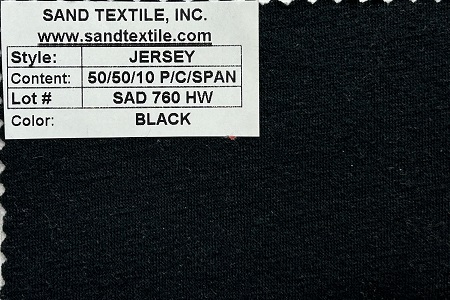 SAND TEXTILE, INC.
www.sandtextile.com
Style: JERSEY
Content: 50/50/10 P/C/SPAN
Lot # SAD 760 HW
Color: BLACK